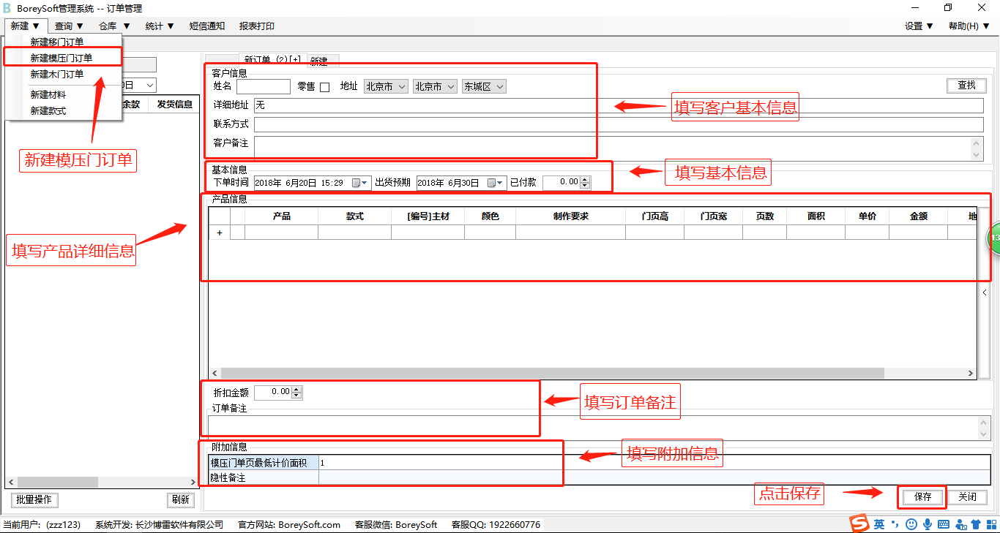 BoreySoft管理系统 -- 订单管理
新建 ▼ 查询 ▼ 仓库 ▼ 统计 ▼ 短信通知 报表打印 设置 ▼ 帮助(H) ▼
新建移门订单
新建模压门订单
新建木门订单
新建材料
新建款式
日
余款 发货信息
新建模压门订单
新订单 (2)[+] 新建
客户信息
姓名 零售 地址 北京市 北京市 东城区 查找
详细地址 无
填写客户基本信息
联系方式
客户备注
基本信息
下单时间 2018年 6月20日 15:29 出货预期 2018年 6月30日 已付款 0.00
填写基本信息
产品信息
产品 款式 [编号]主材 颜色 制作要求 门页高 门页宽 页数 面积 单价 金额 地
+
填写产品详细信息
折扣金额 0.00
订单备注
填写订单备注
附加信息
模压门单页最低计价面积 1
隐性备注
填写附加信息
点击保存
批量操作 刷新 保存 关闭
当前用户: (zzz123) 系统开发: 长沙博雷软件有限公司 官方网站: BoreySoft.com 客服微信: BoreySoft 客服QQ: 1922660776
英